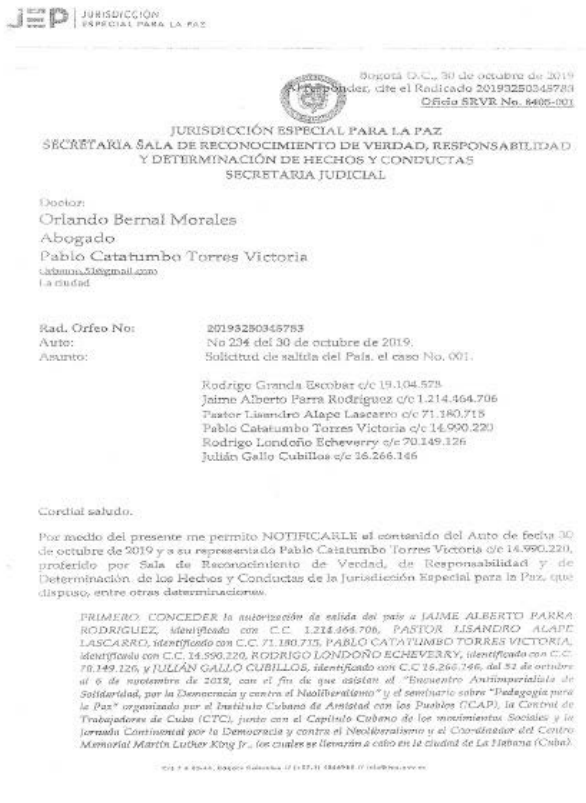 JEP | JURISDICCIÓN
ESPECIAL PARA LA PAZ
Bogotá D.C., 30 de octubre de 2019
Al responder, cite el Radicado 20193250345783
Oficio SRVR No. 8405-001
JURISDICCIÓN ESPECIAL PARA LA PAZ
SECRETARIA SALA DE RECONOCIMIENTO DE VERDAD, RESPONSABILIDAD
Y DETERMINACIÓN DE HECHOS Y CONDUCTAS
SECRETARIA JUDICIAL
Doctor:
Orlando Bernal Morales
Abogado
Pablo Catatumbo Torres Victoria
La ciudad
Rad. Orfeo No: 20193250345783
Auto: No 234 del 30 de octubre de 2019.
Asunto: Solicitud de salida del País. el caso No. 001.
Rodrigo Granda Escobar c/c 19.104.578
Jaime Alberto Parra Rodríguez c/c 1.214.464.706
Pastor Lisandro Alape Lascarro c/c 71.180.715
Pablo Catatumbo Torres Victoria c/c 14.990.220
Rodrigo Londoño Echeverry c/c 70.149.126
Julián Gallo Cubillos c/c 16.266.146
Cordial saludo.
Por medio del presente me permito NOTIFICARLE el contenido del Auto de fecha 30
de octubre de 2019 y a su representado Pablo Catatumbo Torres Victoria c/c 14.990.220,
proferido por Sala de Reconocimiento de Verdad, de Responsabilidad y de
Determinación de los Hechos y Conductas de la Jurisdicción Especial para la Paz, que
dispuso, entre otras determinaciones.
PRIMERO. CONCEDER la autorización de salida del país a JAIME ALBERTO PARRA
RODRÍGUEZ, identificado con C.C. 1.214.464.706, PASTOR LISANDRO ALAPE
LASCARRO, identificado con C.C. 71.180.715, PABLO CATATUMBO TORRES VICTORIA,
identificado con C.C. 14.990.220, RODRIGO LONDOÑO ECHEVERRY, identificado con C.C.
70.149.126, y JULIÁN GALLO CUBILLOS, identificado con C.C 16.266.146, del 31 de octubre
al 6 de noviembre de 2019, con el fin de que asistan al "Encuentro Antiimperialista de
Solidaridad, por la Democracia y contra el Neoliberalismo" y el seminario sobre "Pedagogía para
la Paz" organizado por el Instituto Cubano de Amistad con los Pueblos (ICAP), la Central de
Trabajadores de Cuba (CTC), junto con el Capítulo Cubano de los movimientos Sociales y la
Jornada Continental por la Democracia y contra el Neoliberalismo y el Coordinador del Centro
Memorial Martin Luther King Jr., los cuales se llevarán a cabo en la ciudad de La Habana (Cuba).